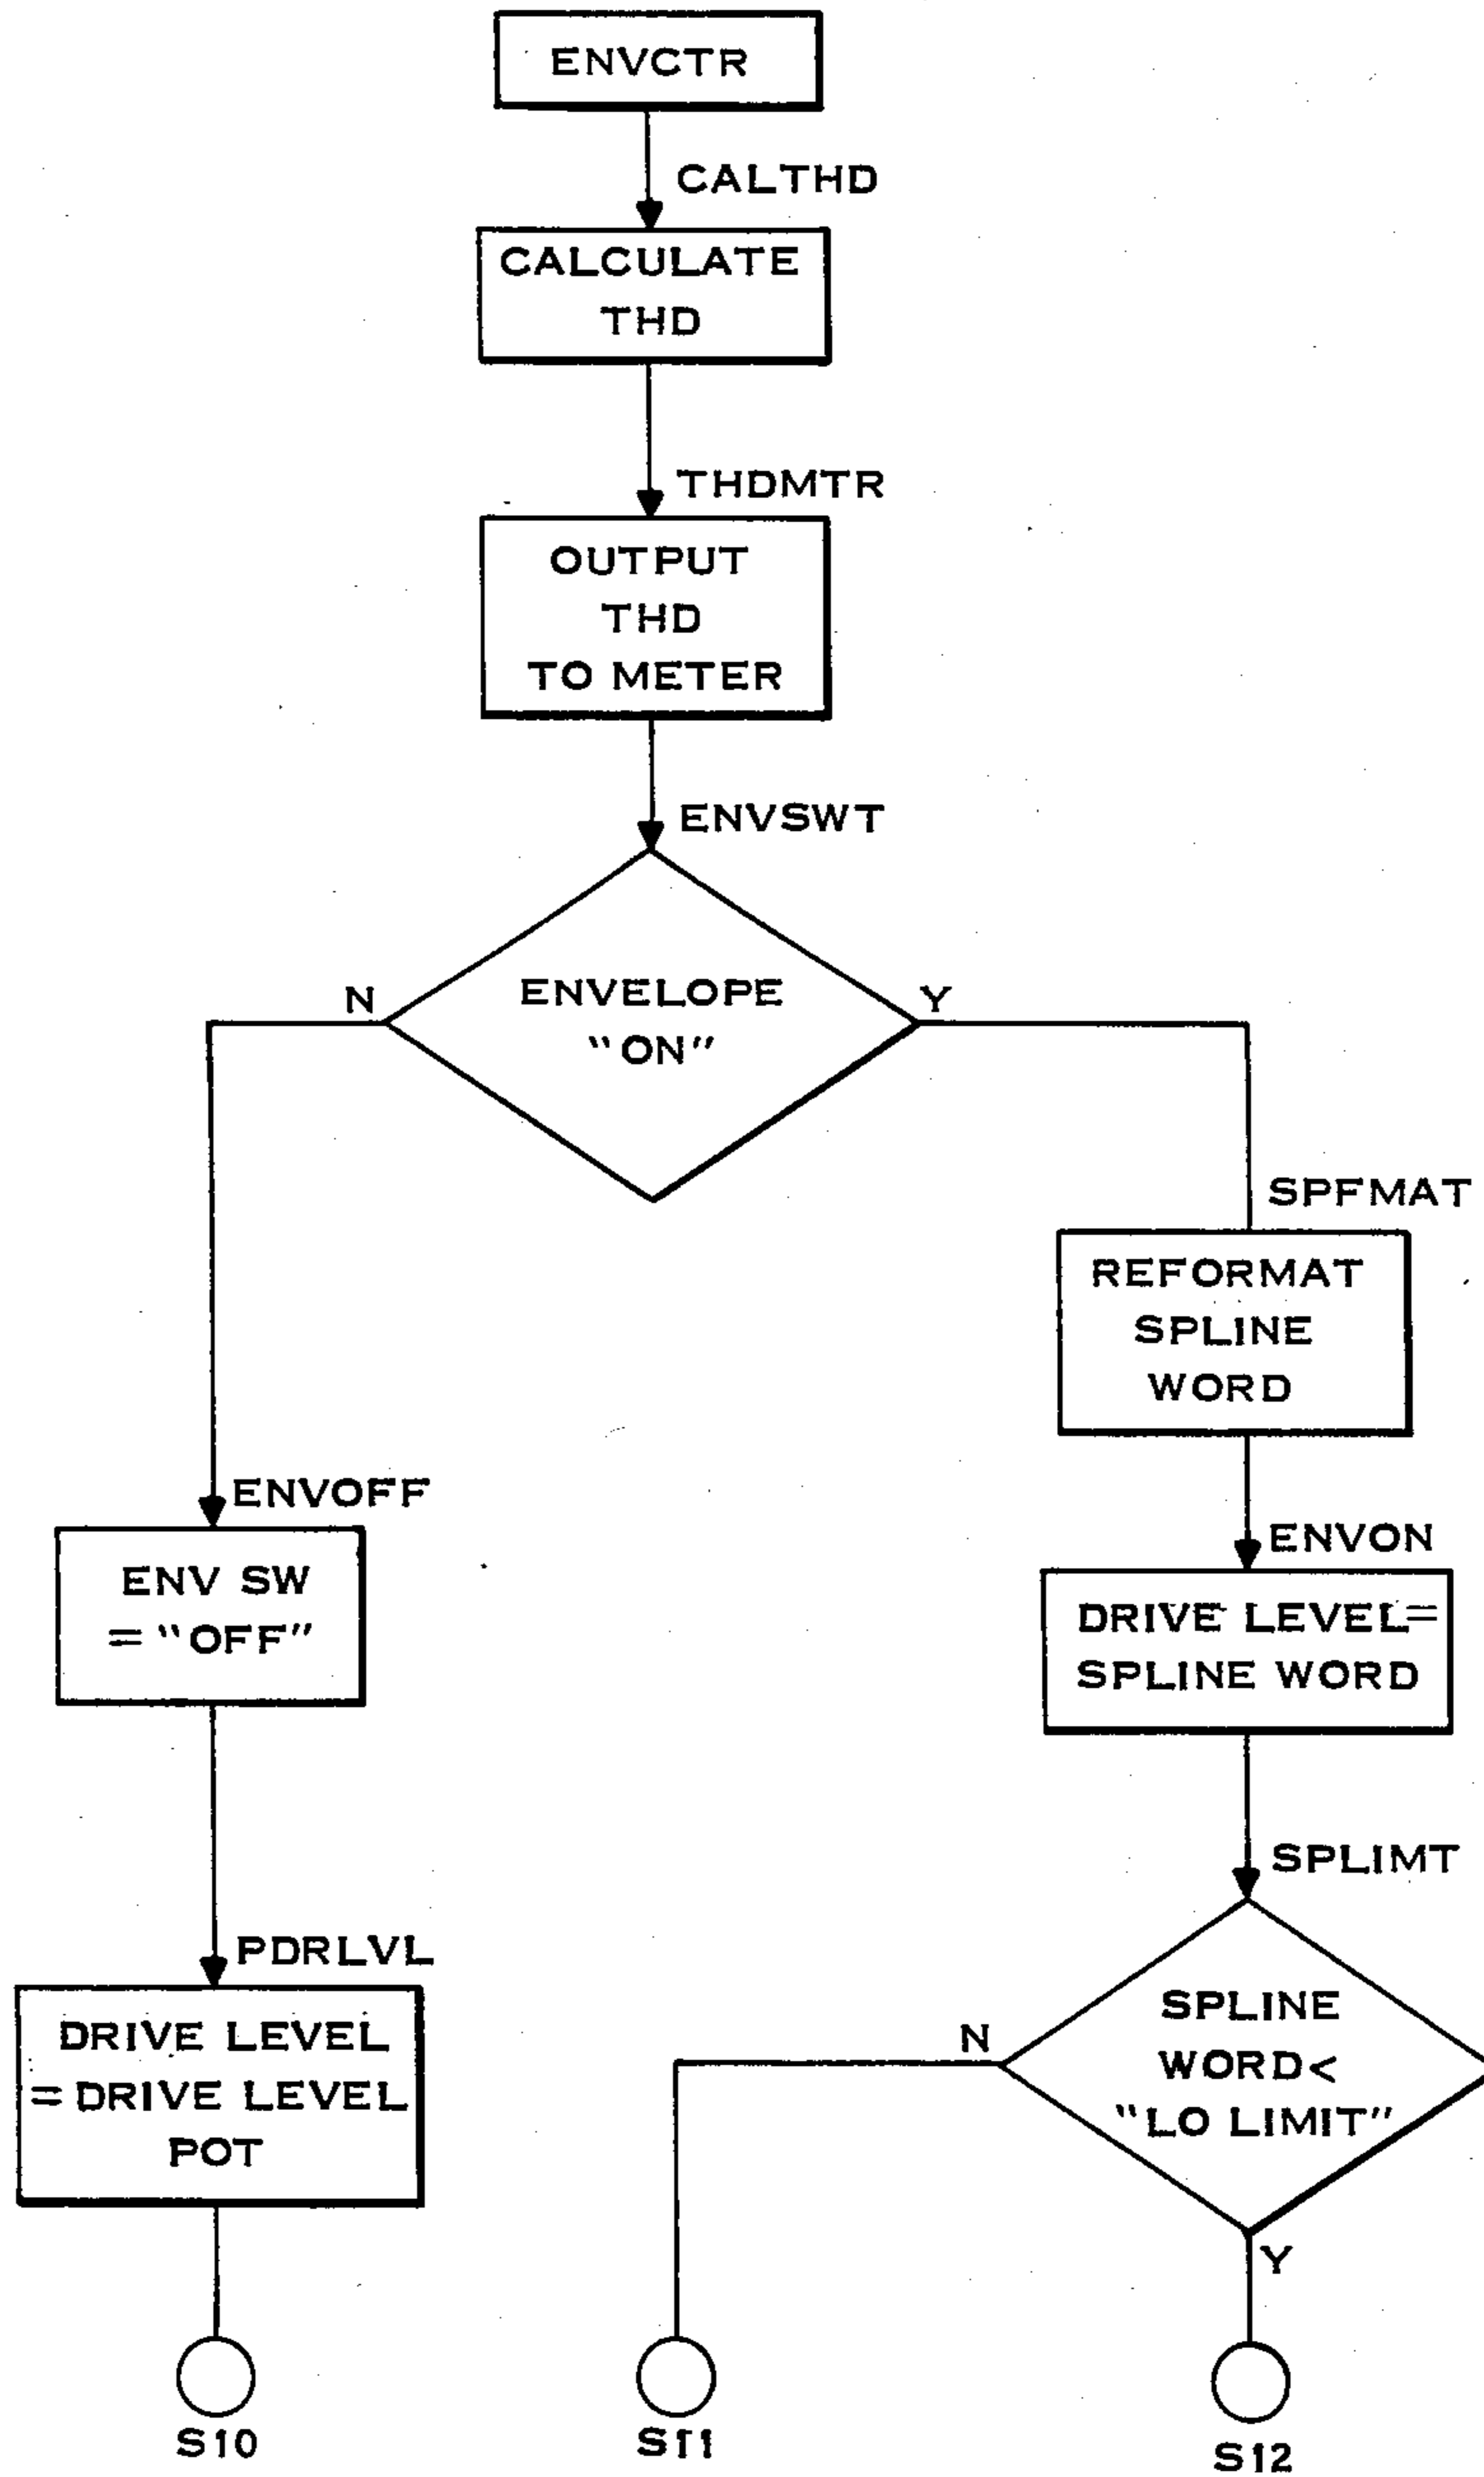 ENVCTR
CALTHD
CALCULATE
THD
THDMTR
OUTPUT
THD
TO METER
ENVSWT
N
ENVELOPE
"ON"
Y
SPFMAT
REFORMAT
SPLINE
WORD
ENVOFF
ENV SW
= "OFF"
ENVON
DRIVE LEVEL=
SPLINE WORD
SPLIMT
PDRLVL
DRIVE LEVEL
= DRIVE LEVEL
POT
N
SPLINE
WORD<
"LO LIMIT"
Y
S10
S11
S12